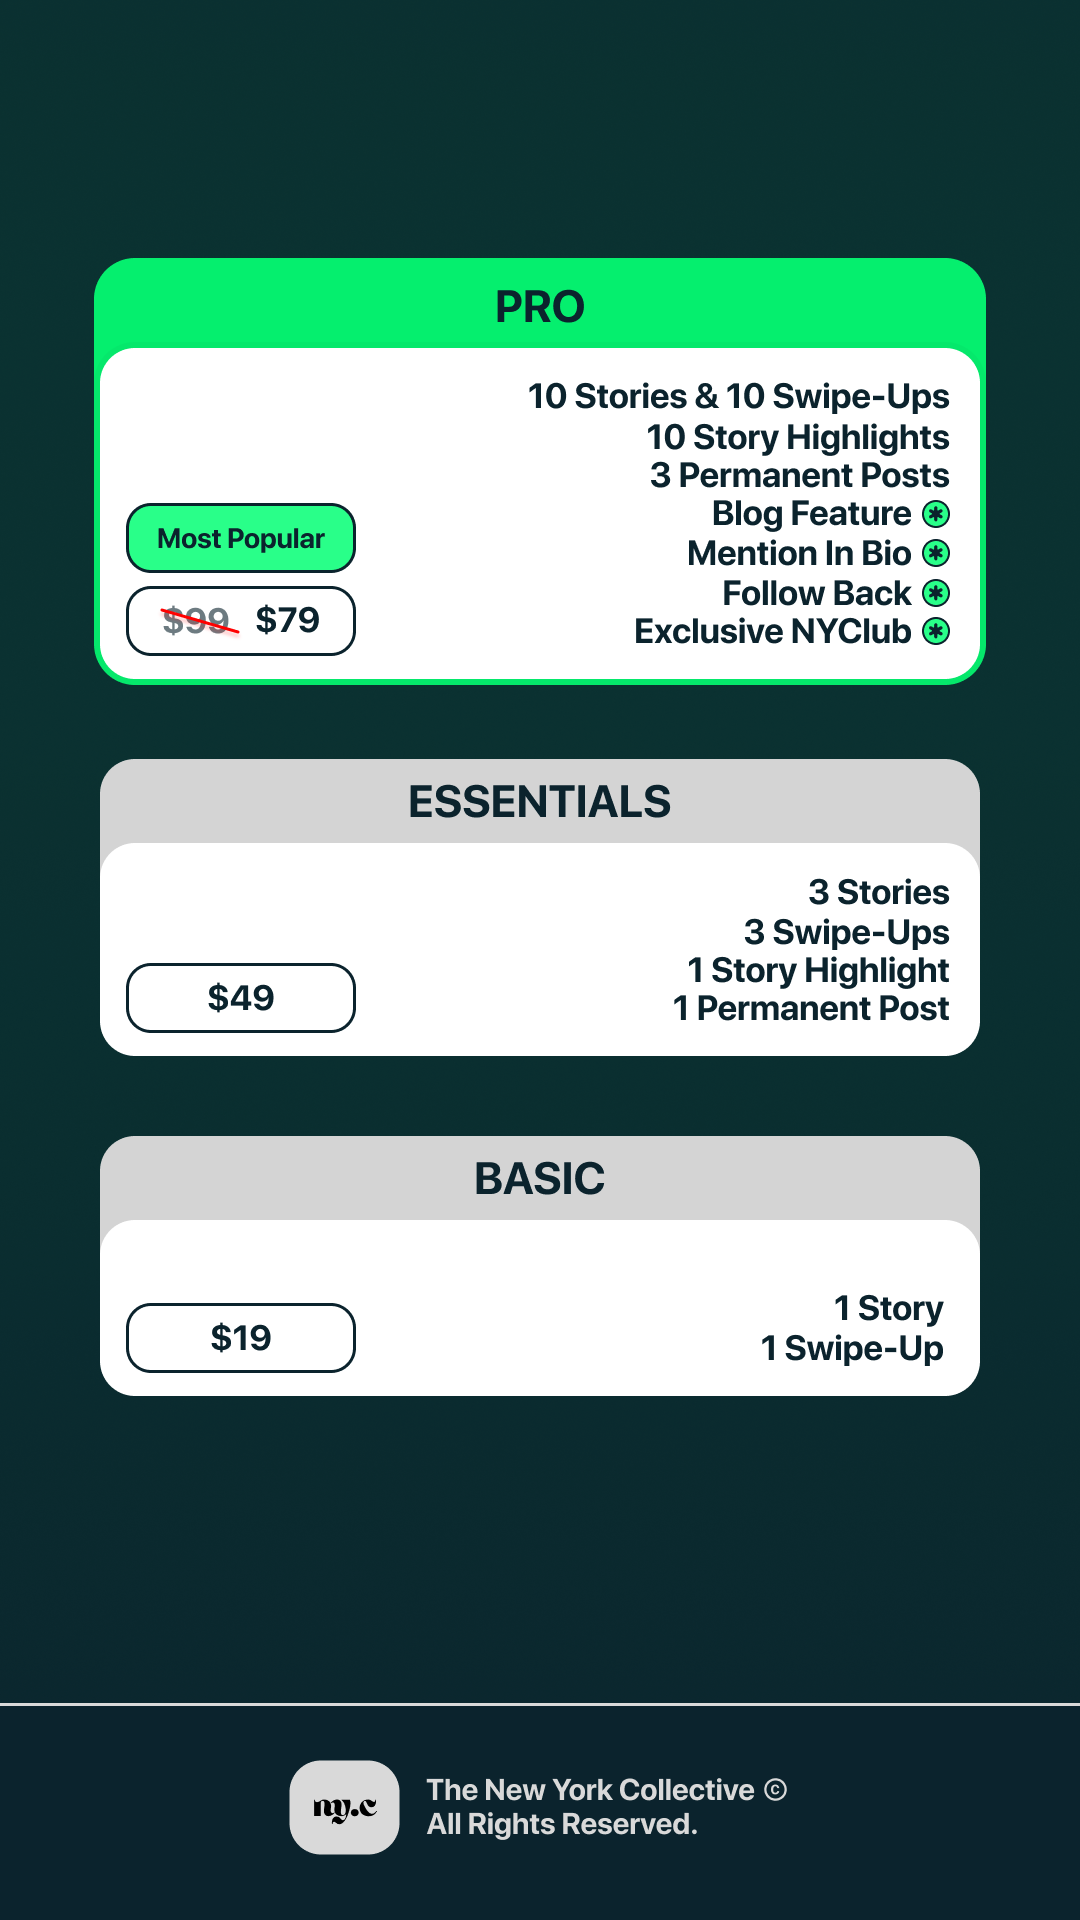 PRO
10 Stories & 10 Swipe-Ups
10 Story Highlights
3 Permanent Posts
Blog Feature
Mention In Bio
Follow Back
Exclusive NYClub
Most Popular
$99 $79
ESSENTIALS
3 Stories
3 Swipe-Ups
1 Story Highlight
1 Permanent Post
$49
BASIC
1 Story
1 Swipe-Up
$19
ny.c
The New York Collective ©
All Rights Reserved.